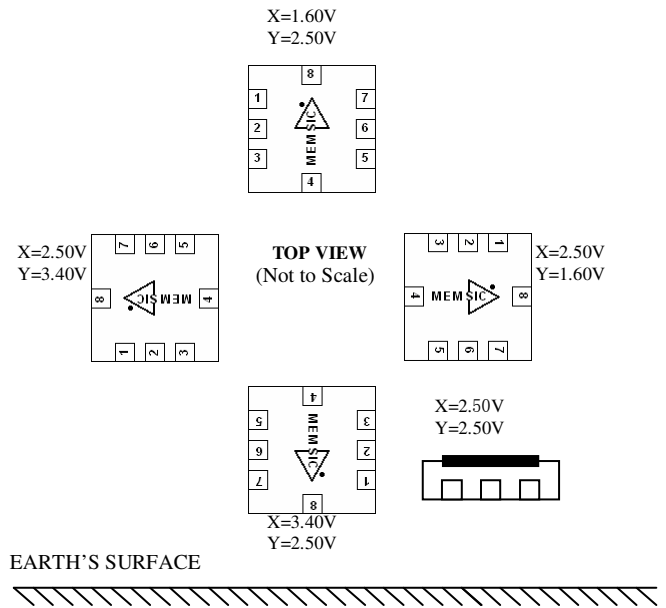 X=1.60V
Y=2.50V
8
1
7
2
6
3
5
4
MEMSIC
X=2.50V
Y=3.40V
7 6 5
8
MEMSIC
4
1 2 3
TOP VIEW
(Not to Scale)
3 2 1
4 MEMSIC 8
5 6 7
X=2.50V
Y=1.60V
4
5
3
6
2
7
1
8
MEMSIC
X=3.40V
Y=2.50V
X=2.50V
Y=2.50V
EARTH'S SURFACE